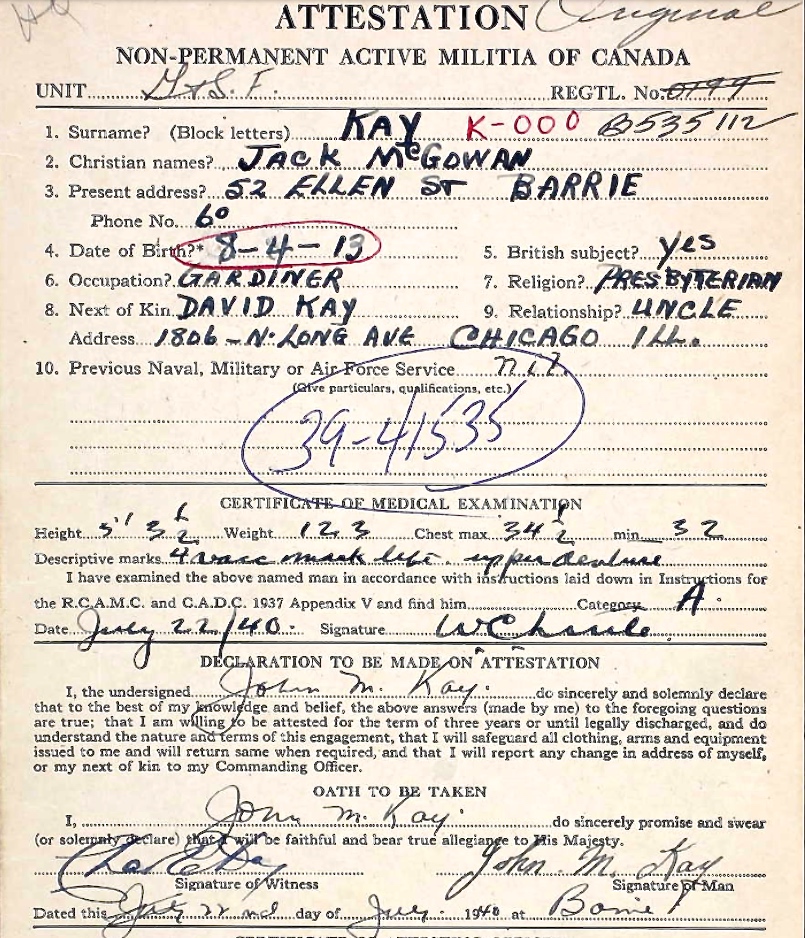 ATTESTATION Original
NON-PERMANENT ACTIVE MILITIA OF CANADA
UNIT G & S. F. REGTL. No. 0199
1. Surname? (Block letters) KAY K-000 B535112
2. Christian names? JACK McGOWAN
3. Present address? 52 ELLEN ST BARRIE
Phone No. 60
4. Date of Birth?* 8-4-13 5. British subject? yes
6. Occupation? GARDINER 7. Religion? PRESBYTERIAN
8. Next of Kin DAVID KAY 9. Relationship? UNCLE
Address 1806 - N. LONG AVE CHICAGO ILL.
10. Previous Naval, Military or Air Force Service nil.
(Give particulars, qualifications, etc.)
39-41535
CERTIFICATE OF MEDICAL EXAMINATION
Height 5' 3 1/2 Weight 123 Chest max 34 1/2 min 32
Descriptive marks 4 vacc mark left. upper denture
I have examined the above named man in accordance with instructions laid down in Instructions for
the R.C.A.M.C. and C.A.D.C. 1937 Appendix V and find him Category A.
Date July 22/40. Signature
DECLARATION TO BE MADE ON ATTESTATION
I, the undersigned John M. Kay. do sincerely and solemnly declare
that to the best of my knowledge and belief, the above answers (made by me) to the foregoing questions
are true; that I am willing to be attested for the term of three years or until legally discharged, and do
understand the nature and terms of this engagement, that I will safeguard all clothing, arms and equipment
issued to me and will return same when required, and that I will report any change in address of myself,
or my next of kin to my Commanding Officer.
OATH TO BE TAKEN
I, John M. Kay. do sincerely promise and swear
(or solemnly declare) that I will be faithful and bear true allegiance to His Majesty.
John M. Kay
Signature of Witness Signature of Man
Dated this 22nd day of July. 1940 at Barrie